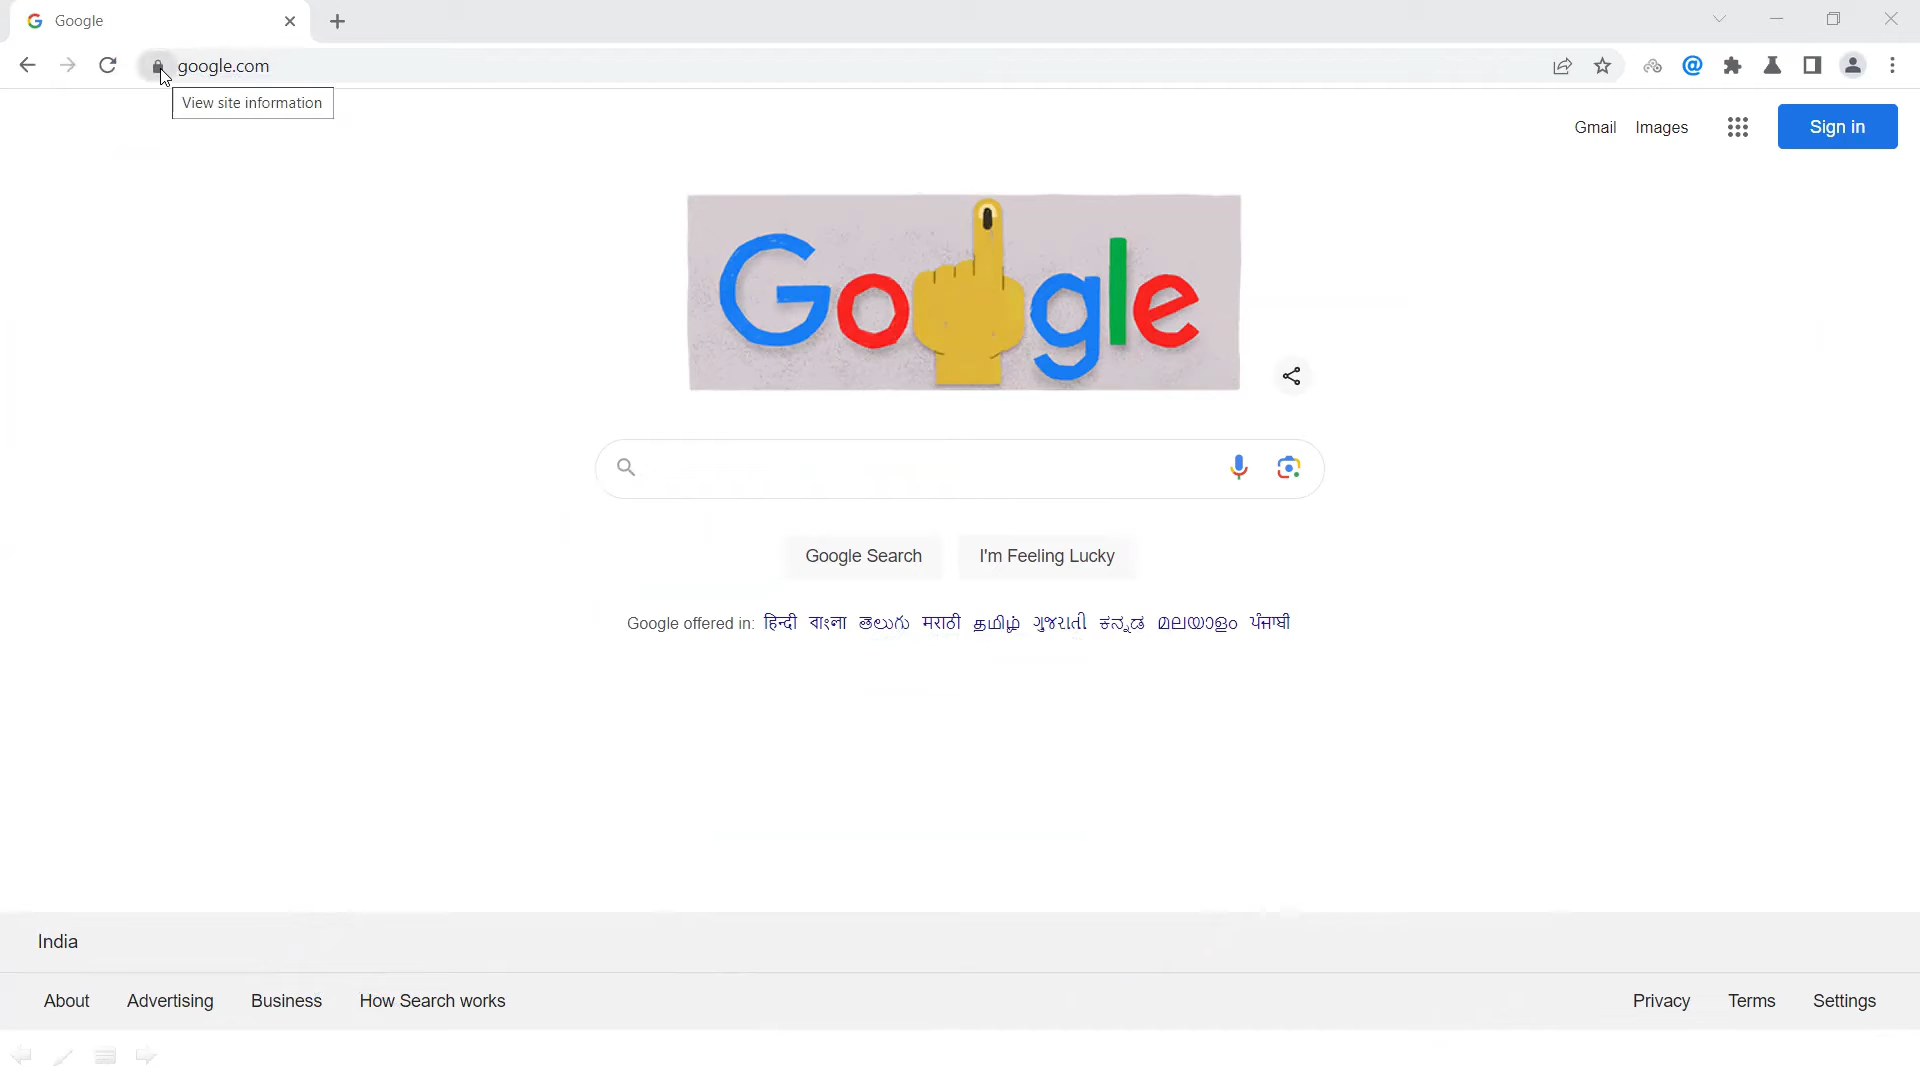 Google
google.com
View site information
Gmail Images Sign in
Google
Google Search I'm Feeling Lucky
Google offered in: हिन्दी বাংলা తెలుగు मराठी தமிழ் ગુજરાતી ಕನ್ನಡ മലയാളം ਪੰਜਾਬੀ
India
About Advertising Business How Search works Privacy Terms Settings